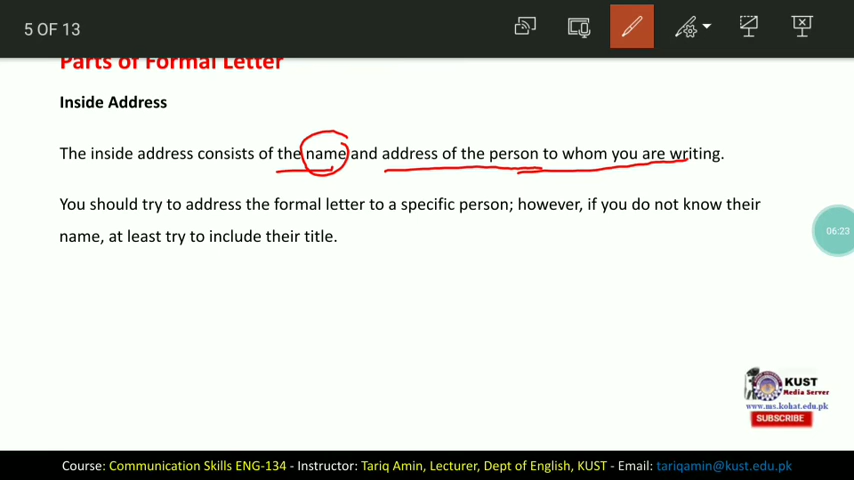 5 OF 13
Parts of Formal Letter
Inside Address
The inside address consists of the name and address of the person to whom you are writing.
You should try to address the formal letter to a specific person; however, if you do not know their
name, at least try to include their title.
06:23
KUST
Media Server
www.ms.kohat.edu.pk
SUBSCRIBE
Course: Communication Skills ENG-134 - Instructor: Tariq Amin, Lecturer, Dept of English, KUST - Email: tariqamin@kust.edu.pk